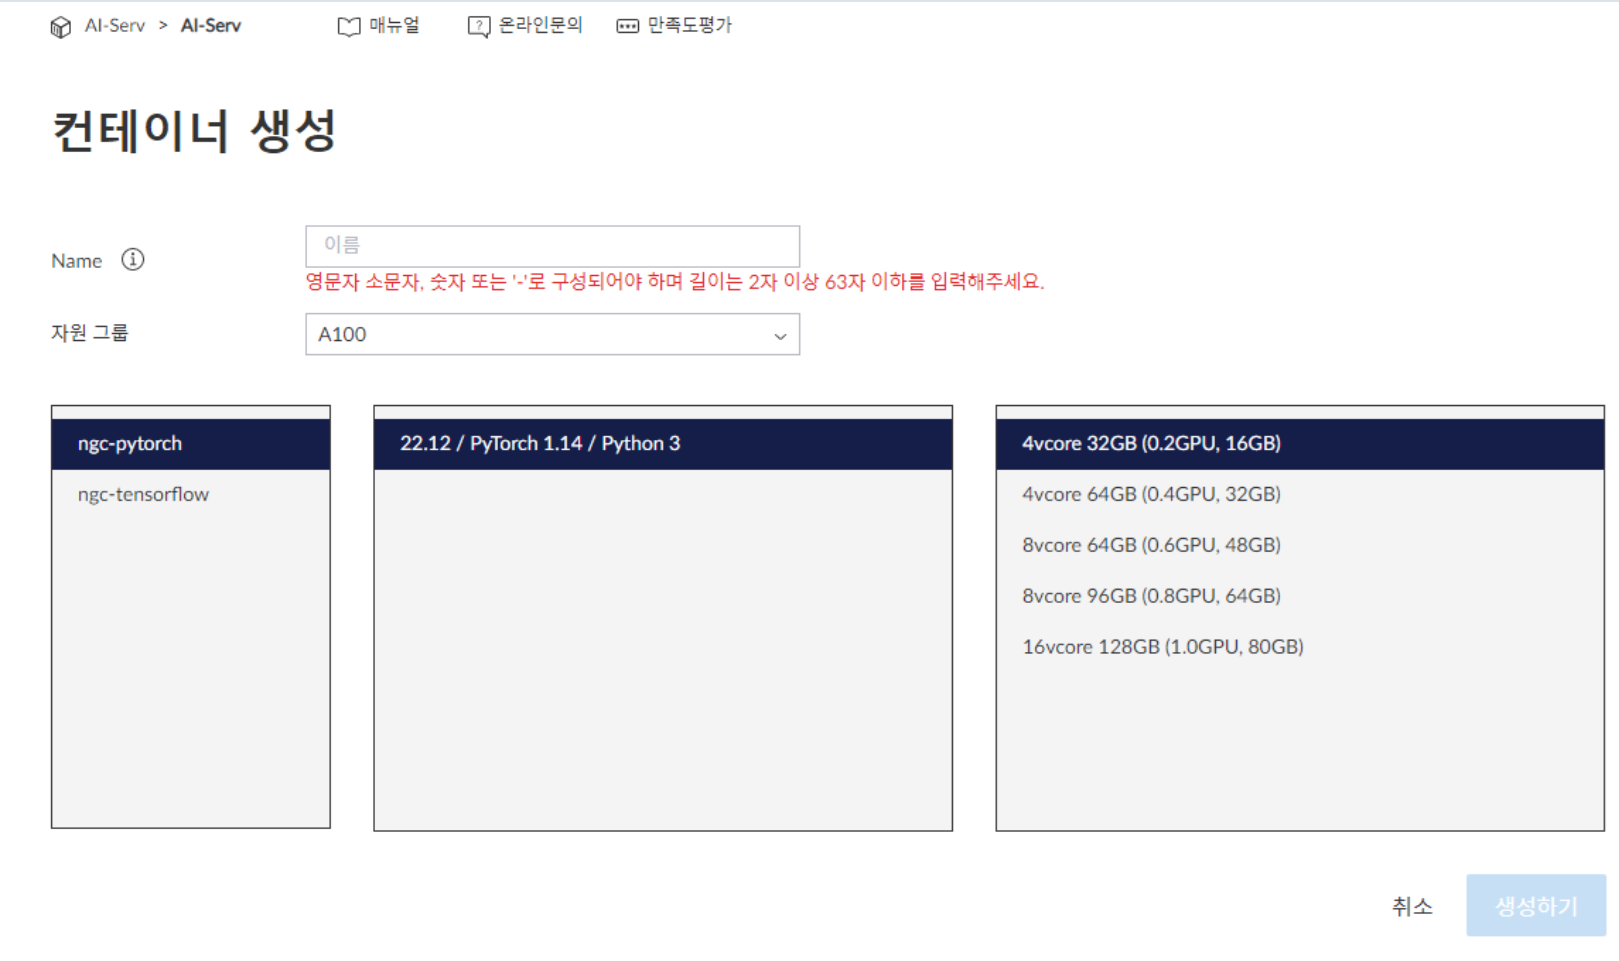 AI-Serv > AI-Serv 매뉴얼 온라인문의 만족도평가
컨테이너 생성
Name 이름
영문자 소문자, 숫자 또는 '-'로 구성되어야 하며 길이는 2자 이상 63자 이하를 입력해주세요.
자원 그룹 A100
ngc-pytorch
ngc-tensorflow
22.12 / PyTorch 1.14 / Python 3
4vcore 32GB (0.2GPU, 16GB)
4vcore 64GB (0.4GPU, 32GB)
8vcore 64GB (0.6GPU, 48GB)
8vcore 96GB (0.8GPU, 64GB)
16vcore 128GB (1.0GPU, 80GB)
취소 생성하기